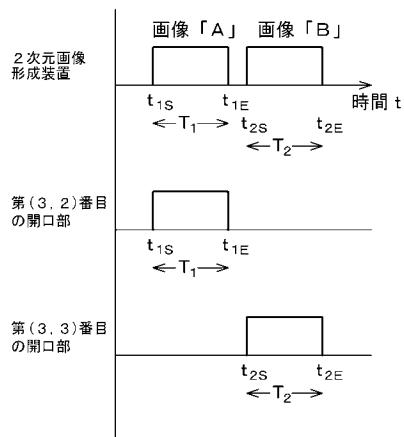 画像「A」 画像「B」
2次元画像
形成装置
t1S t1E t2S t2E 時間 t
T1 T2
第(3,2)番目
の開口部
t1S t1E
T1
第(3,3)番目
の開口部
t2S t2E
T2